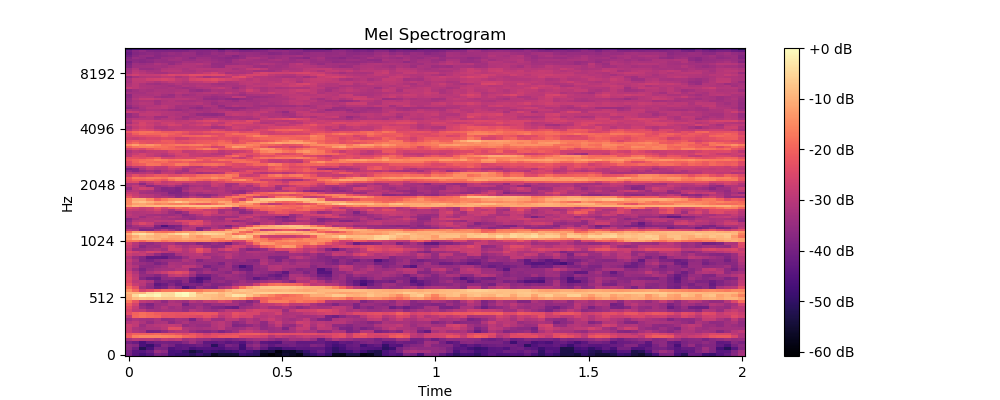 Mel Spectrogram
Hz
8192
4096
2048
1024
512
0
0 0.5 1 1.5 2
Time
+0 dB
-10 dB
-20 dB
-30 dB
-40 dB
-50 dB
-60 dB